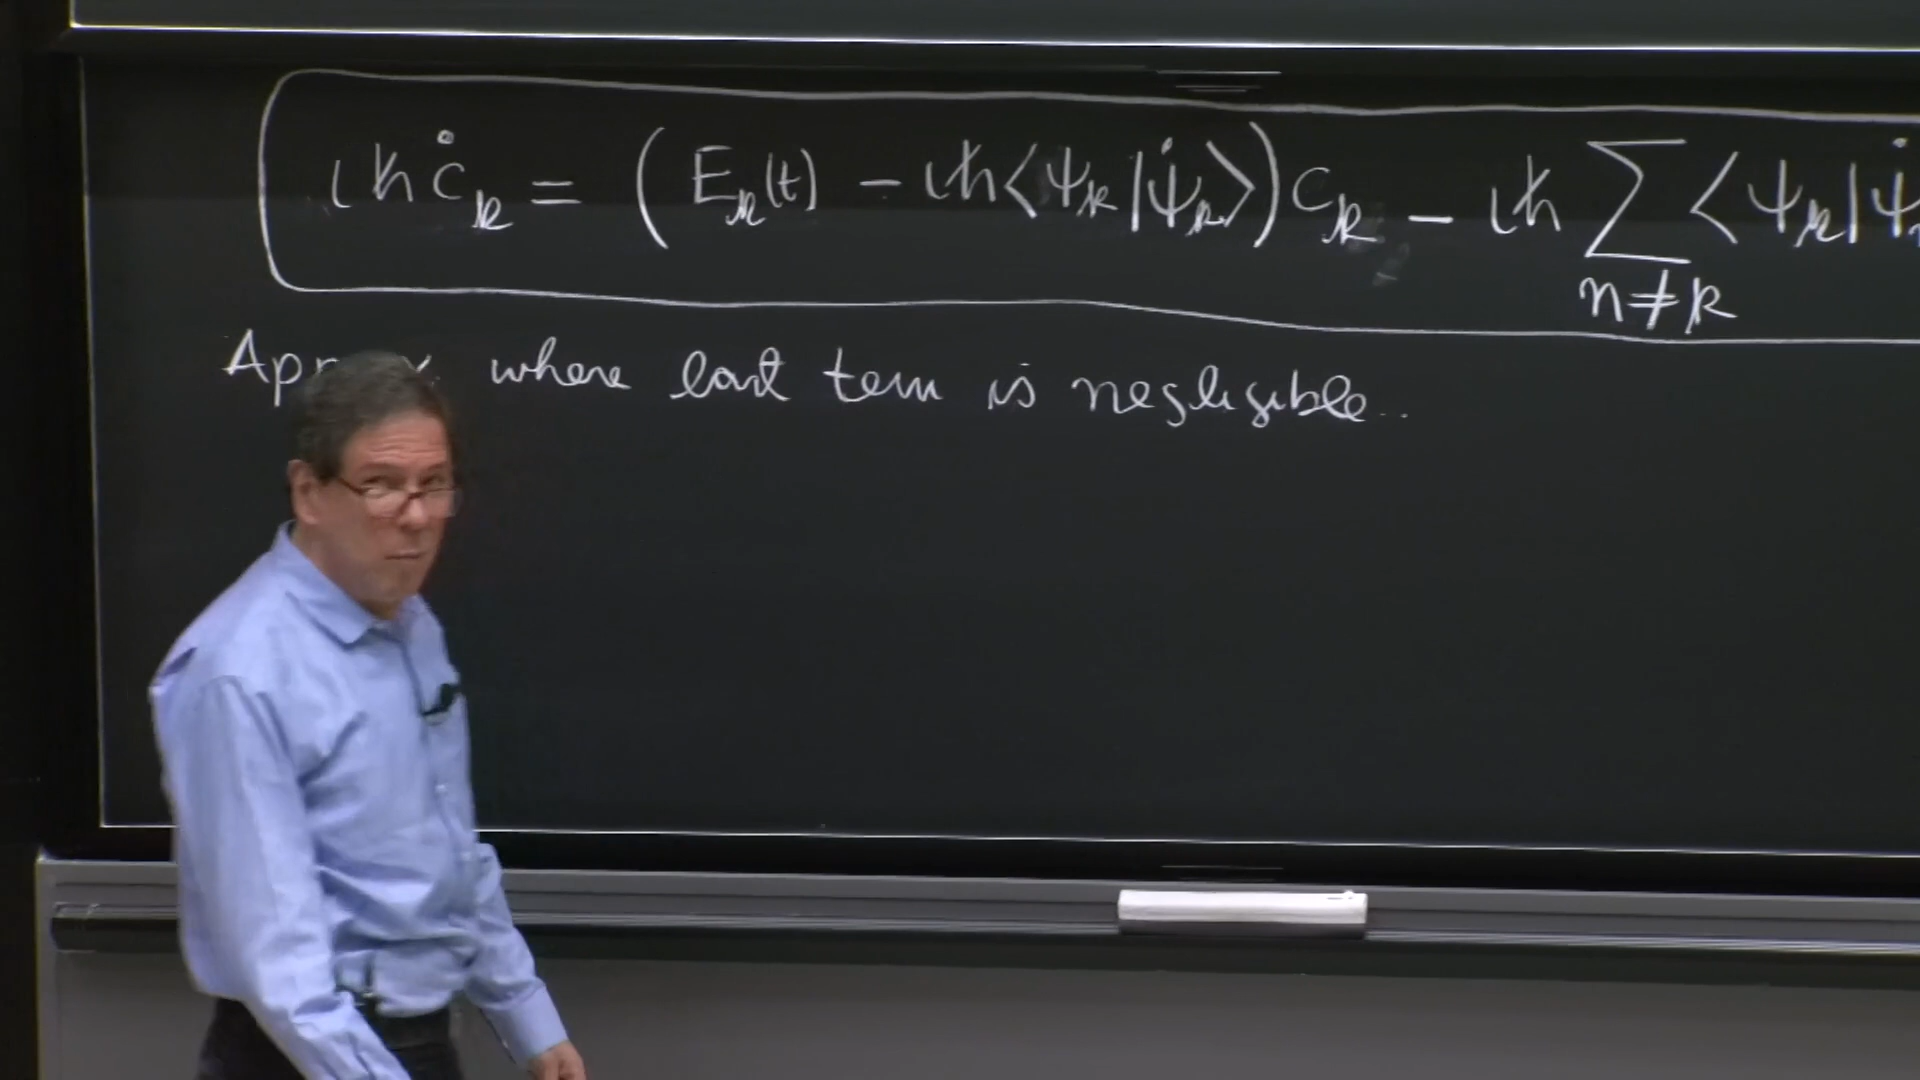 iħċ_k = (E_k(t) − iħ⟨ψ_k|ψ̇_k⟩)c_k − iħ ∑_{n≠k} ⟨ψ_k|ψ̇
where last term is negligible..